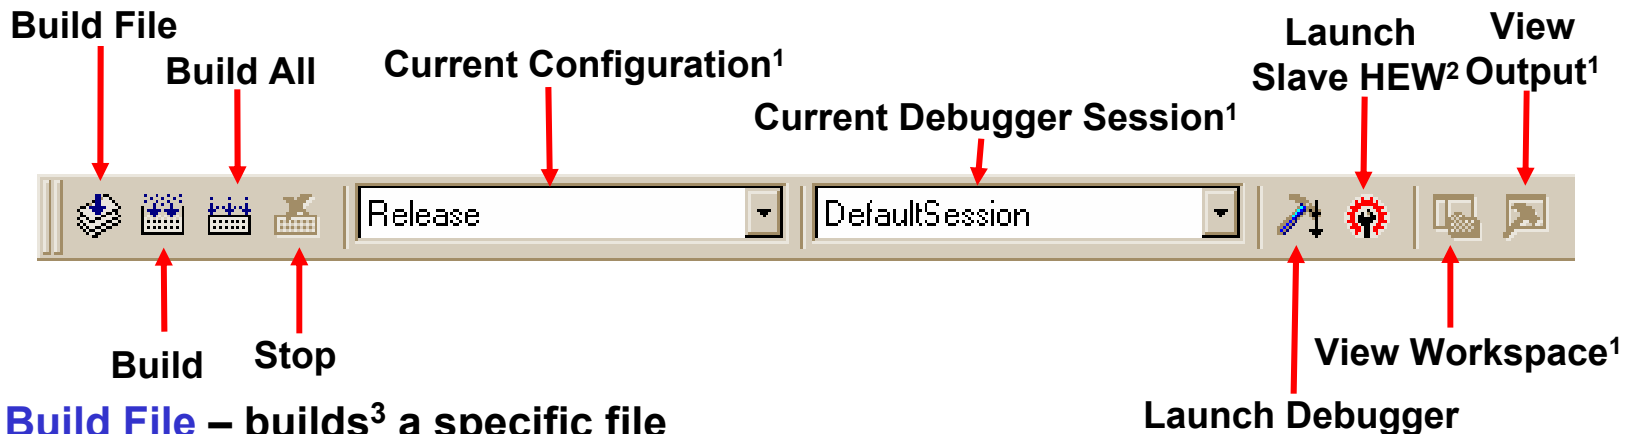 Build File
Build All
Current Configuration¹
Current Debugger Session¹
Launch
Slave HEW²
View
Output¹
Release
DefaultSession
Build
Stop
View Workspace¹
Launch Debugger
Build File – builds³ a specific file